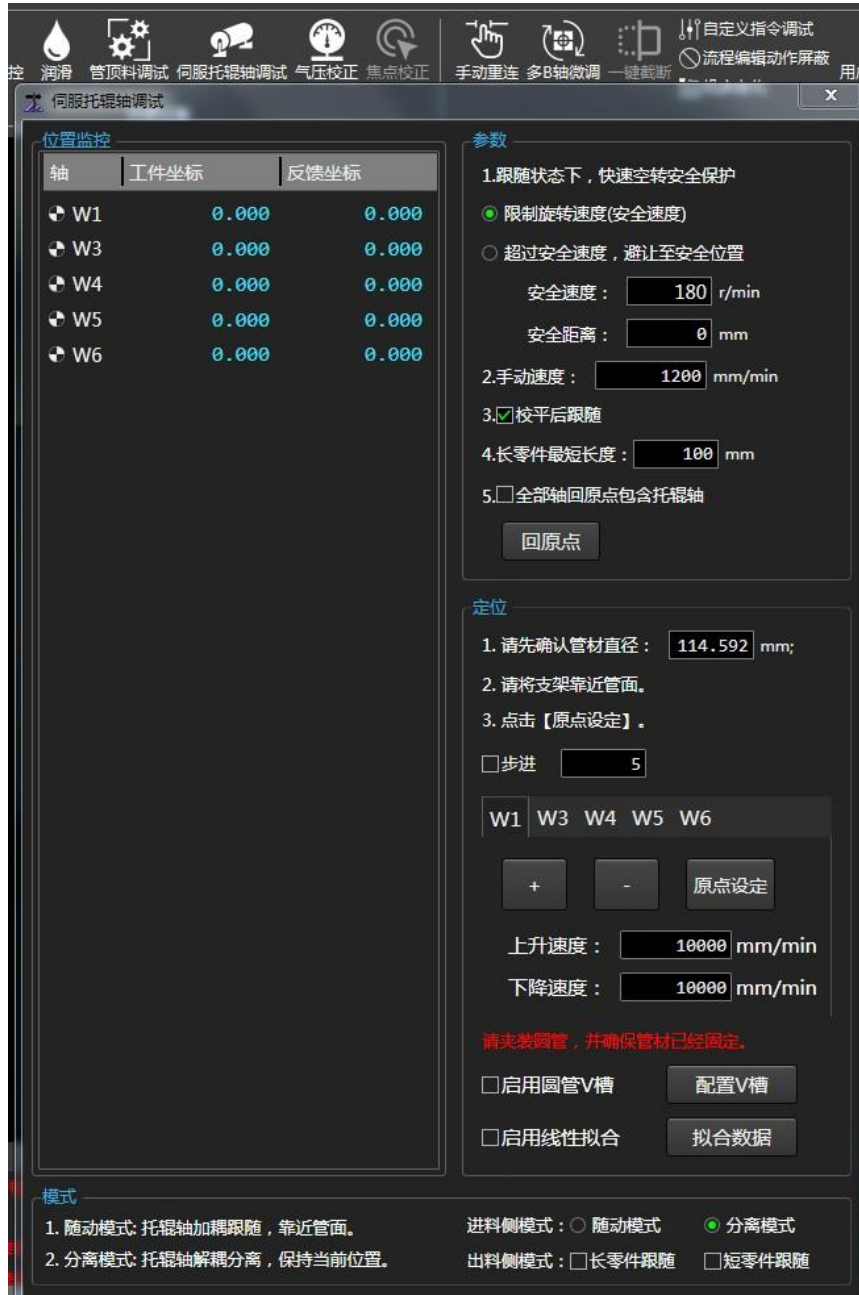 自定义指令调试
流程编辑动作屏蔽
控 润滑 管顶料调试 伺服托辊轴调试 气压校正 焦点校正 手动重连 多B轴微调 一键截断
伺服托辊轴调试 x
位置监控
轴 工件坐标 反馈坐标
W1 0.000 0.000
W3 0.000 0.000
W4 0.000 0.000
W5 0.000 0.000
W6 0.000 0.000
参数
1.跟随状态下，快速空转安全保护
限制旋转速度(安全速度)
超过安全速度，避让至安全位置
安全速度： 180 r/min
安全距离： 0 mm
2.手动速度： 1200 mm/min
3.校平后跟随
4.长零件最短长度： 100 mm
5.全部轴回原点包含托辊轴
回原点
定位
1. 请先确认管材直径： 114.592 mm;
2. 请将支架靠近管面。
3. 点击【原点设定】。
步进 5
W1 W3 W4 W5 W6
+ - 原点设定
上升速度： 10000 mm/min
下降速度： 10000 mm/min
请夹装圆管，并确保管材已经固定。
启用圆管V槽 配置V槽
启用线性拟合 拟合数据
模式
1. 随动模式: 托辊轴加耦跟随，靠近管面。
2. 分离模式: 托辊轴解耦分离，保持当前位置。
进料侧模式： 随动模式 分离模式
出料侧模式： 长零件跟随 短零件跟随